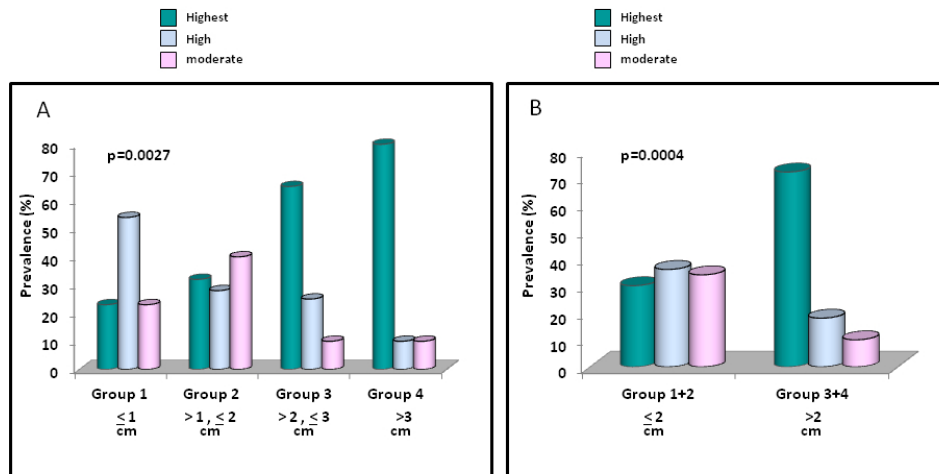 Highest
High
moderate
Highest
High
moderate
A
p=0.0027
Prevalence (%)
80
70
60
50
40
30
20
10
0
Group 1
Group 2
Group 3
Group 4
≤ 1
> 1 , ≤ 2
> 2 , ≤ 3
>3
cm
cm
cm
cm
B
p=0.0004
Prevalence (%)
80
70
60
50
40
30
20
10
0
Group 1+2
Group 3+4
≤ 2
>2
cm
cm